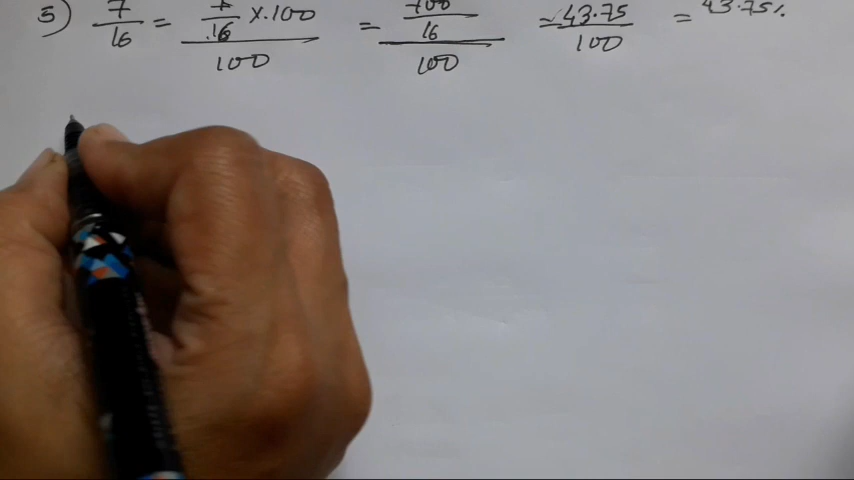 5) 7/16 = (7/16 × 100)/100 = (700/16)/100 = 43.75/100 = 43.75%